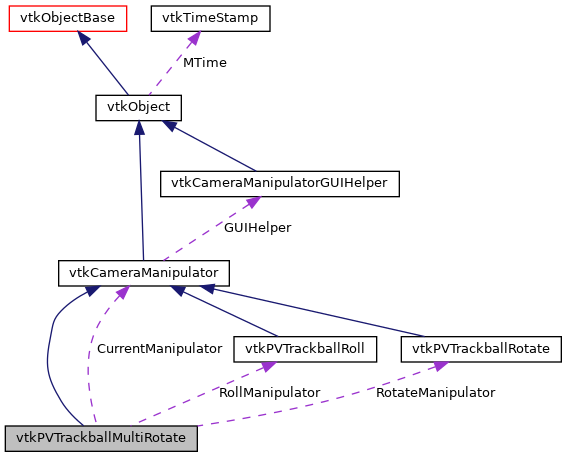 vtkObjectBase
vtkTimeStamp
MTime
vtkObject
vtkCameraManipulatorGUIHelper
GUIHelper
vtkCameraManipulator
CurrentManipulator
vtkPVTrackballRoll
vtkPVTrackballRotate
RollManipulator
RotateManipulator
vtkPVTrackballMultiRotate